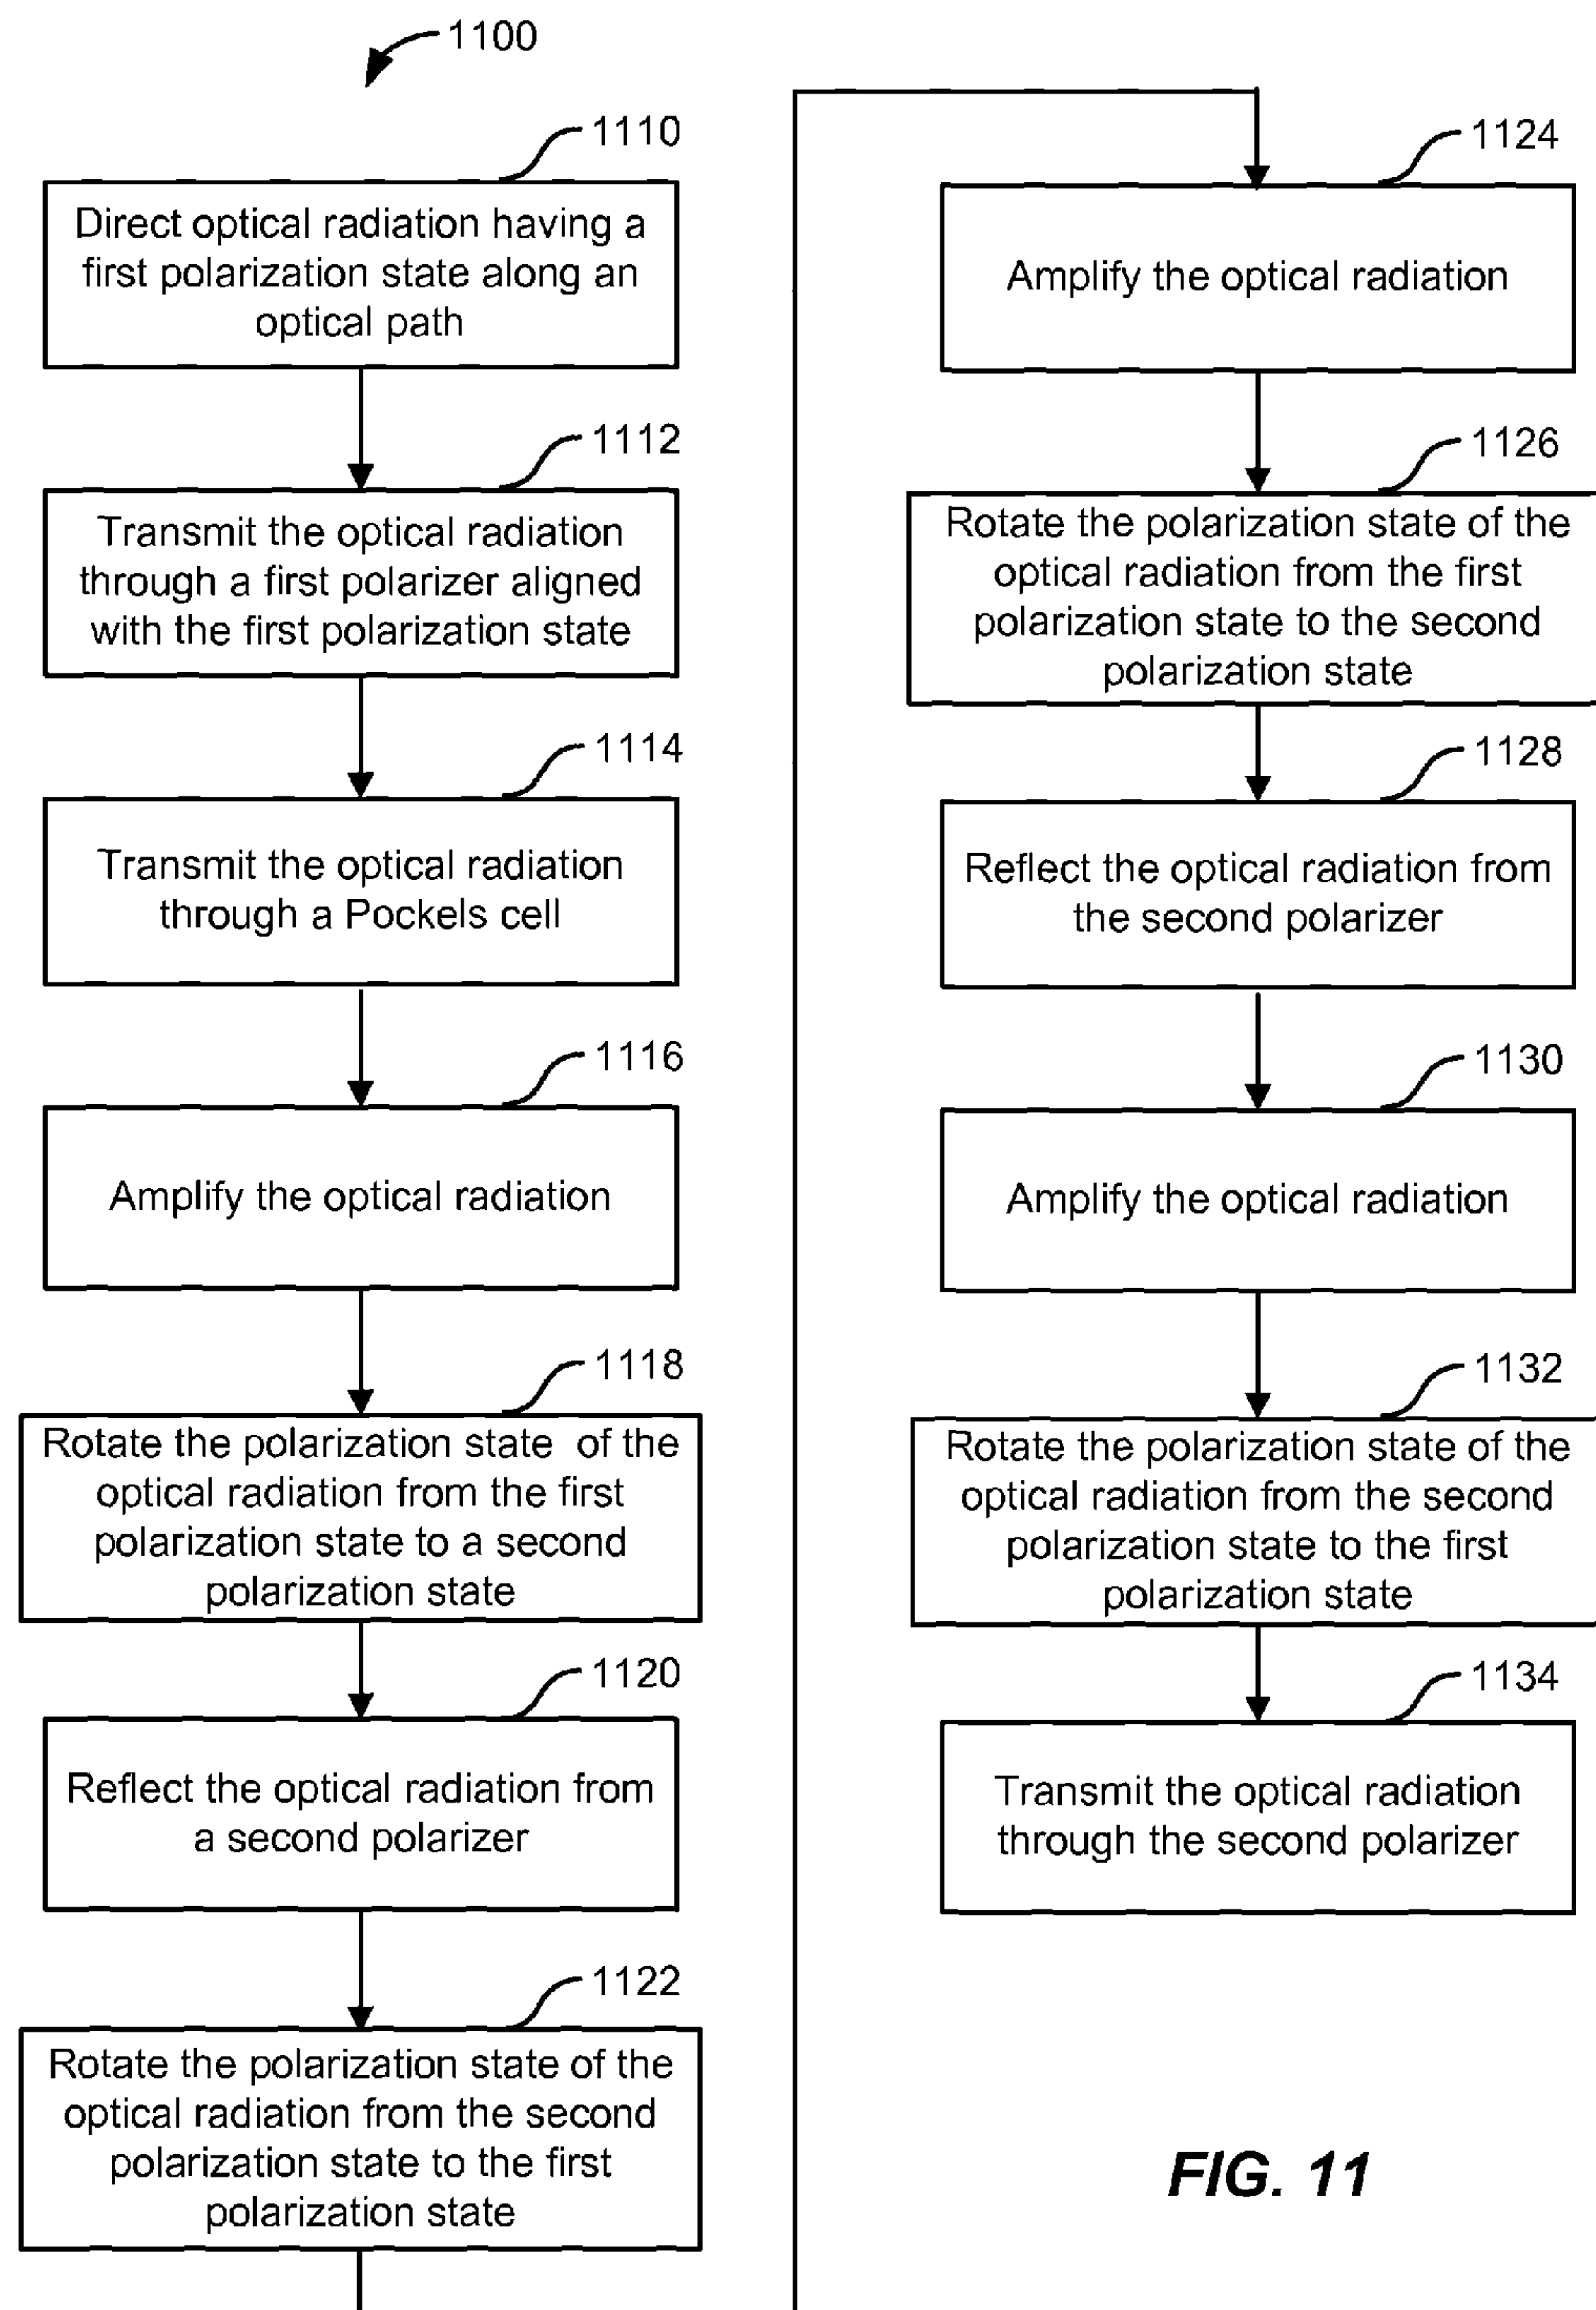 1100
1110
Direct optical radiation having a
first polarization state along an
optical path
1112
Transmit the optical radiation
through a first polarizer aligned
with the first polarization state
1114
Transmit the optical radiation
through a Pockels cell
1116
Amplify the optical radiation
1118
Rotate the polarization state of the
optical radiation from the first
polarization state to a second
polarization state
1120
Reflect the optical radiation from
a second polarizer
1122
Rotate the polarization state of the
optical radiation from the second
polarization state to the first
polarization state
1124
Amplify the optical radiation
1126
Rotate the polarization state of the
optical radiation from the first
polarization state to the second
polarization state
1128
Reflect the optical radiation from
the second polarizer
1130
Amplify the optical radiation
1132
Rotate the polarization state of the
optical radiation from the second
polarization state to the first
polarization state
1134
Transmit the optical radiation
through the second polarizer
FIG. 11